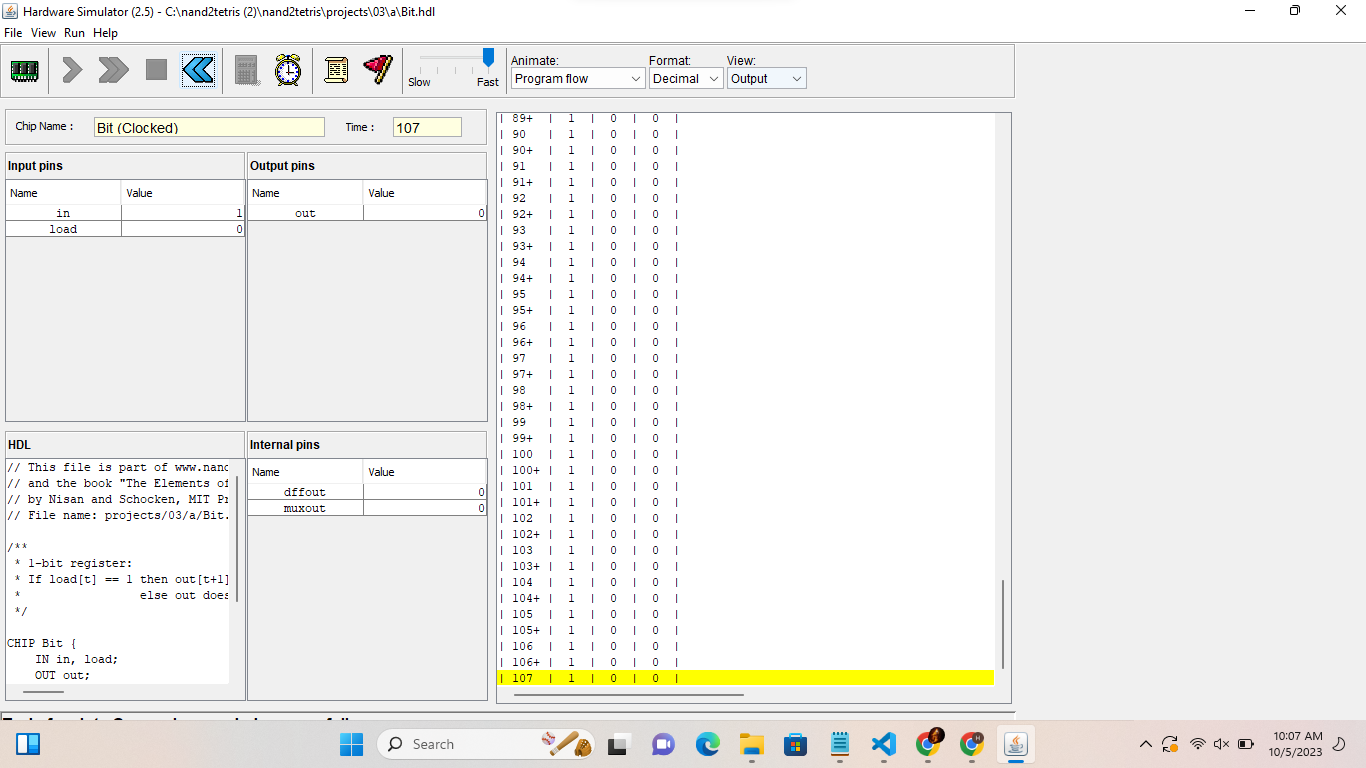 Hardware Simulator (2.5) - C:\nand2tetris (2)\nand2tetris\projects\03\a\Bit.hdl
File View Run Help
Slow Fast
Animate: Format: View:
Program flow Decimal Output
Chip Name : Bit (Clocked) Time : 107
Input pins
Name Value
in 1
load 0
Output pins
Name Value
out 0
HDL
// This file is part of www.nand
// and the book "The Elements of
// by Nisan and Schocken, MIT Pr
// File name: projects/03/a/Bit.
/**
* 1-bit register:
* If load[t] == 1 then out[t+1]
* else out does
*/
CHIP Bit {
IN in, load;
OUT out;
Internal pins
Name Value
dffout 0
muxout 0
| 89+ | 1 | 0 | 0 |
| 90 | 1 | 0 | 0 |
| 90+ | 1 | 0 | 0 |
| 91 | 1 | 0 | 0 |
| 91+ | 1 | 0 | 0 |
| 92 | 1 | 0 | 0 |
| 92+ | 1 | 0 | 0 |
| 93 | 1 | 0 | 0 |
| 93+ | 1 | 0 | 0 |
| 94 | 1 | 0 | 0 |
| 94+ | 1 | 0 | 0 |
| 95 | 1 | 0 | 0 |
| 95+ | 1 | 0 | 0 |
| 96 | 1 | 0 | 0 |
| 96+ | 1 | 0 | 0 |
| 97 | 1 | 0 | 0 |
| 97+ | 1 | 0 | 0 |
| 98 | 1 | 0 | 0 |
| 98+ | 1 | 0 | 0 |
| 99 | 1 | 0 | 0 |
| 99+ | 1 | 0 | 0 |
| 100 | 1 | 0 | 0 |
| 100+ | 1 | 0 | 0 |
| 101 | 1 | 0 | 0 |
| 101+ | 1 | 0 | 0 |
| 102 | 1 | 0 | 0 |
| 102+ | 1 | 0 | 0 |
| 103 | 1 | 0 | 0 |
| 103+ | 1 | 0 | 0 |
| 104 | 1 | 0 | 0 |
| 104+ | 1 | 0 | 0 |
| 105 | 1 | 0 | 0 |
| 105+ | 1 | 0 | 0 |
| 106 | 1 | 0 | 0 |
| 106+ | 1 | 0 | 0 |
| 107 | 1 | 0 | 0 |
Search
10:07 AM
10/5/2023